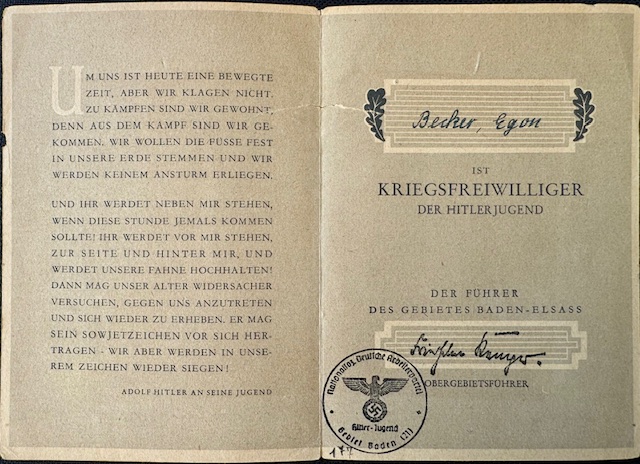 UM UNS IST HEUTE EINE BEWEGTE
ZEIT, ABER WIR KLAGEN NICHT.
ZU KÄMPFEN SIND WIR GEWOHNT,
DENN AUS DEM KAMPF SIND WIR GE-
KOMMEN. WIR WOLLEN DIE FÜSSE FEST
IN UNSERE ERDE STEMMEN UND WIR
WERDEN KEINEM ANSTURM ERLIEGEN.
UND IHR WERDET NEBEN MIR STEHEN,
WENN DIESE STUNDE JEMALS KOMMEN
SOLLTE! IHR WERDET VOR MIR STEHEN,
ZUR SEITE UND HINTER MIR, UND
WERDET UNSERE FAHNE HOCHHALTEN!
DANN MAG UNSER ALTER WIDERSACHER
VERSUCHEN, GEGEN UNS ANZUTRETEN
UND SICH WIEDER ZU ERHEBEN. ER MAG
SEIN SOWJETZEICHEN VOR SICH HER-
TRAGEN - WIR ABER WERDEN IN UNSE-
REM ZEICHEN WIEDER SIEGEN!
ADOLF HITLER AN SEINE JUGEND
Becker, Egon
IST
KRIEGSFREIWILLIGER
DER HITLERJUGEND
DER FÜHRER
DES GEBIETES BADEN-ELSASS
OBERGEBIETSFÜHRER
Deutsche Arbeiterpartei
Hitler-Jugend
Gebiet Baden (21)